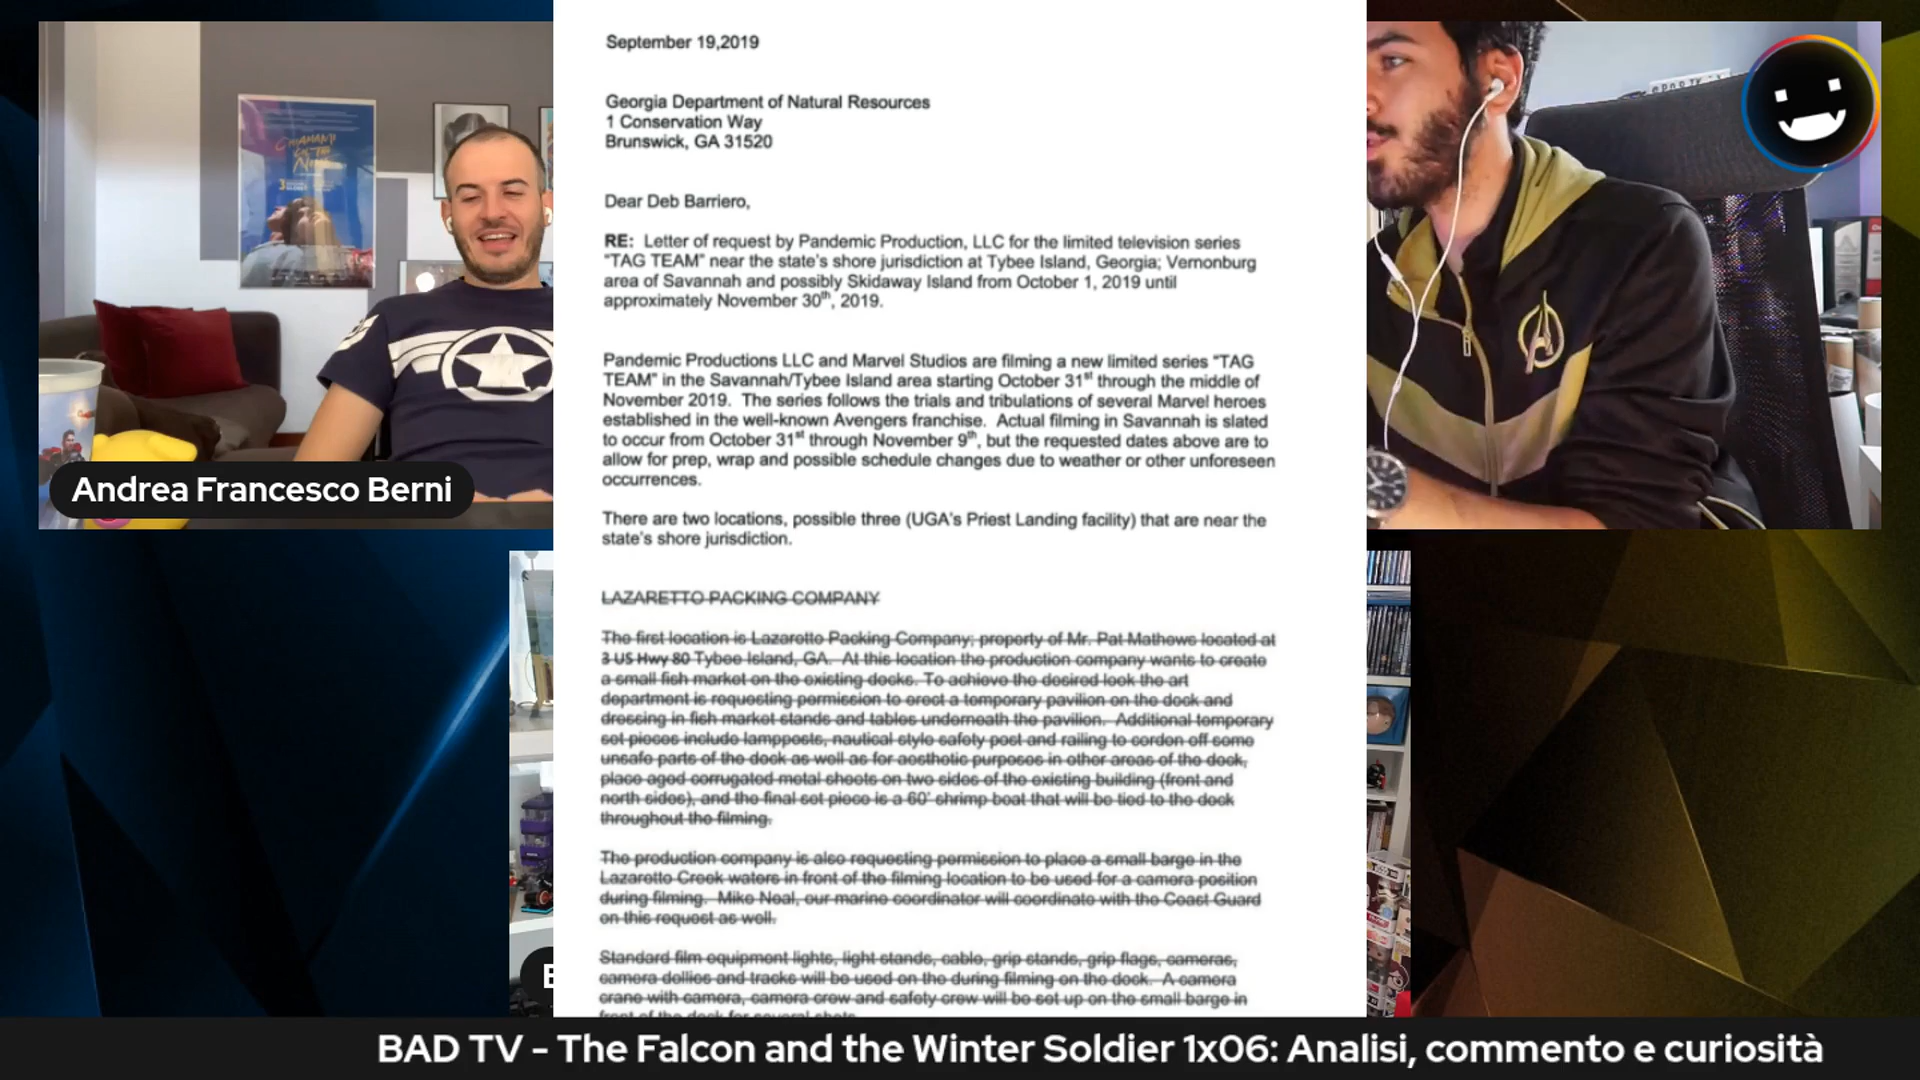 September 19,2019
Georgia Department of Natural Resources
1 Conservation Way
Brunswick, GA 31520
Dear Deb Barriero,
RE: Letter of request by Pandemic Production, LLC for the limited television series
"TAG TEAM" near the state's shore jurisdiction at Tybee Island, Georgia; Vernonburg
area of Savannah and possibly Skidaway Island from October 1, 2019 until
approximately November 30th, 2019.
Pandemic Productions LLC and Marvel Studios are filming a new limited series "TAG
TEAM" in the Savannah/Tybee Island area starting October 31st through the middle of
November 2019. The series follows the trials and tribulations of several Marvel heroes
established in the well-known Avengers franchise. Actual filming in Savannah is slated
to occur from October 31st through November 9th, but the requested dates above are to
allow for prep, wrap and possible schedule changes due to weather or other unforeseen
occurrences.
There are two locations, possible three (UGA's Priest Landing facility) that are near the
state's shore jurisdiction.
LAZARETTO PACKING COMPANY
The first location is Lazaretto Packing Company; property of Mr. Pat Mathews located at
3 US Hwy 80 Tybee Island, GA. At this location the production company wants to create
a small fish market on the existing docks. To achieve the desired look the art
department is requesting permission to erect a temporary pavilion on the dock and
dressing in fish market stands and tables underneath the pavilion. Additional temporary
set pieces include lampposts, nautical style safety post and railing to cordon off some
unsafe parts of the dock as well as for aesthetic purposes in other areas of the dock,
place aged corrugated metal sheets on two sides of the existing building (front and
north sides), and the final set piece is a 60' shrimp boat that will be tied to the dock
throughout the filming.
The production company is also requesting permission to place a small barge in the
Lazaretto Creek waters in front of the filming location to be used for a camera position
during filming. Mike Neal, our marine coordinator will coordinate with the Coast Guard
on this request as well.
Standard film equipment lights, light stands, cable, grip stands, grip flags, cameras,
camera dollies and tracks will be used on the during filming on the dock. A camera
crane with camera, camera crew and safety crew will be set up on the small barge in
front of the dock for several shots.
Andrea Francesco Berni
BAD TV - The Falcon and the Winter Soldier 1x06: Analisi, commento e curiosità